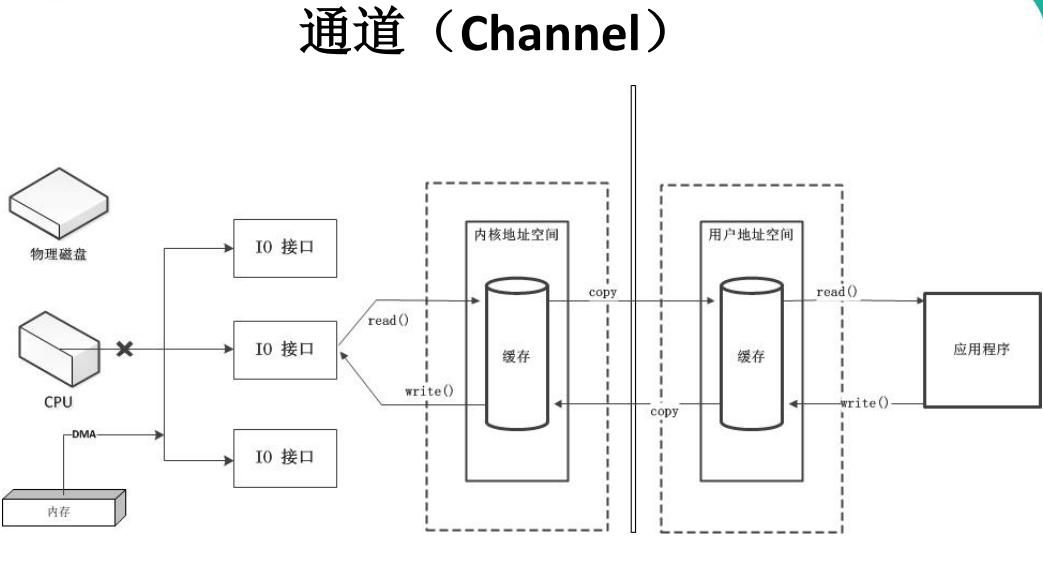 通道（Channel）
物理磁盘
CPU
DMA
内存
IO 接口
IO 接口
IO 接口
read()
write()
内核地址空间
缓存
copy
copy
用户地址空间
缓存
read()
write()
应用程序